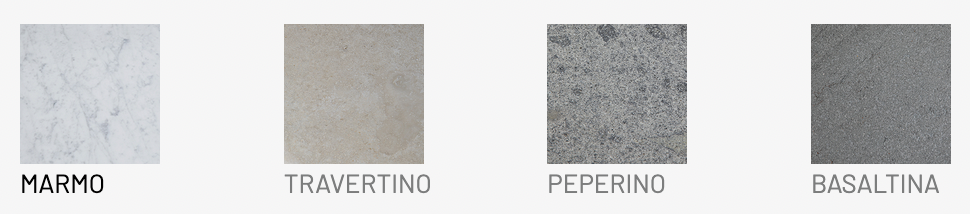 MARMO
TRAVERTINO
PEPERINO
BASALTINA